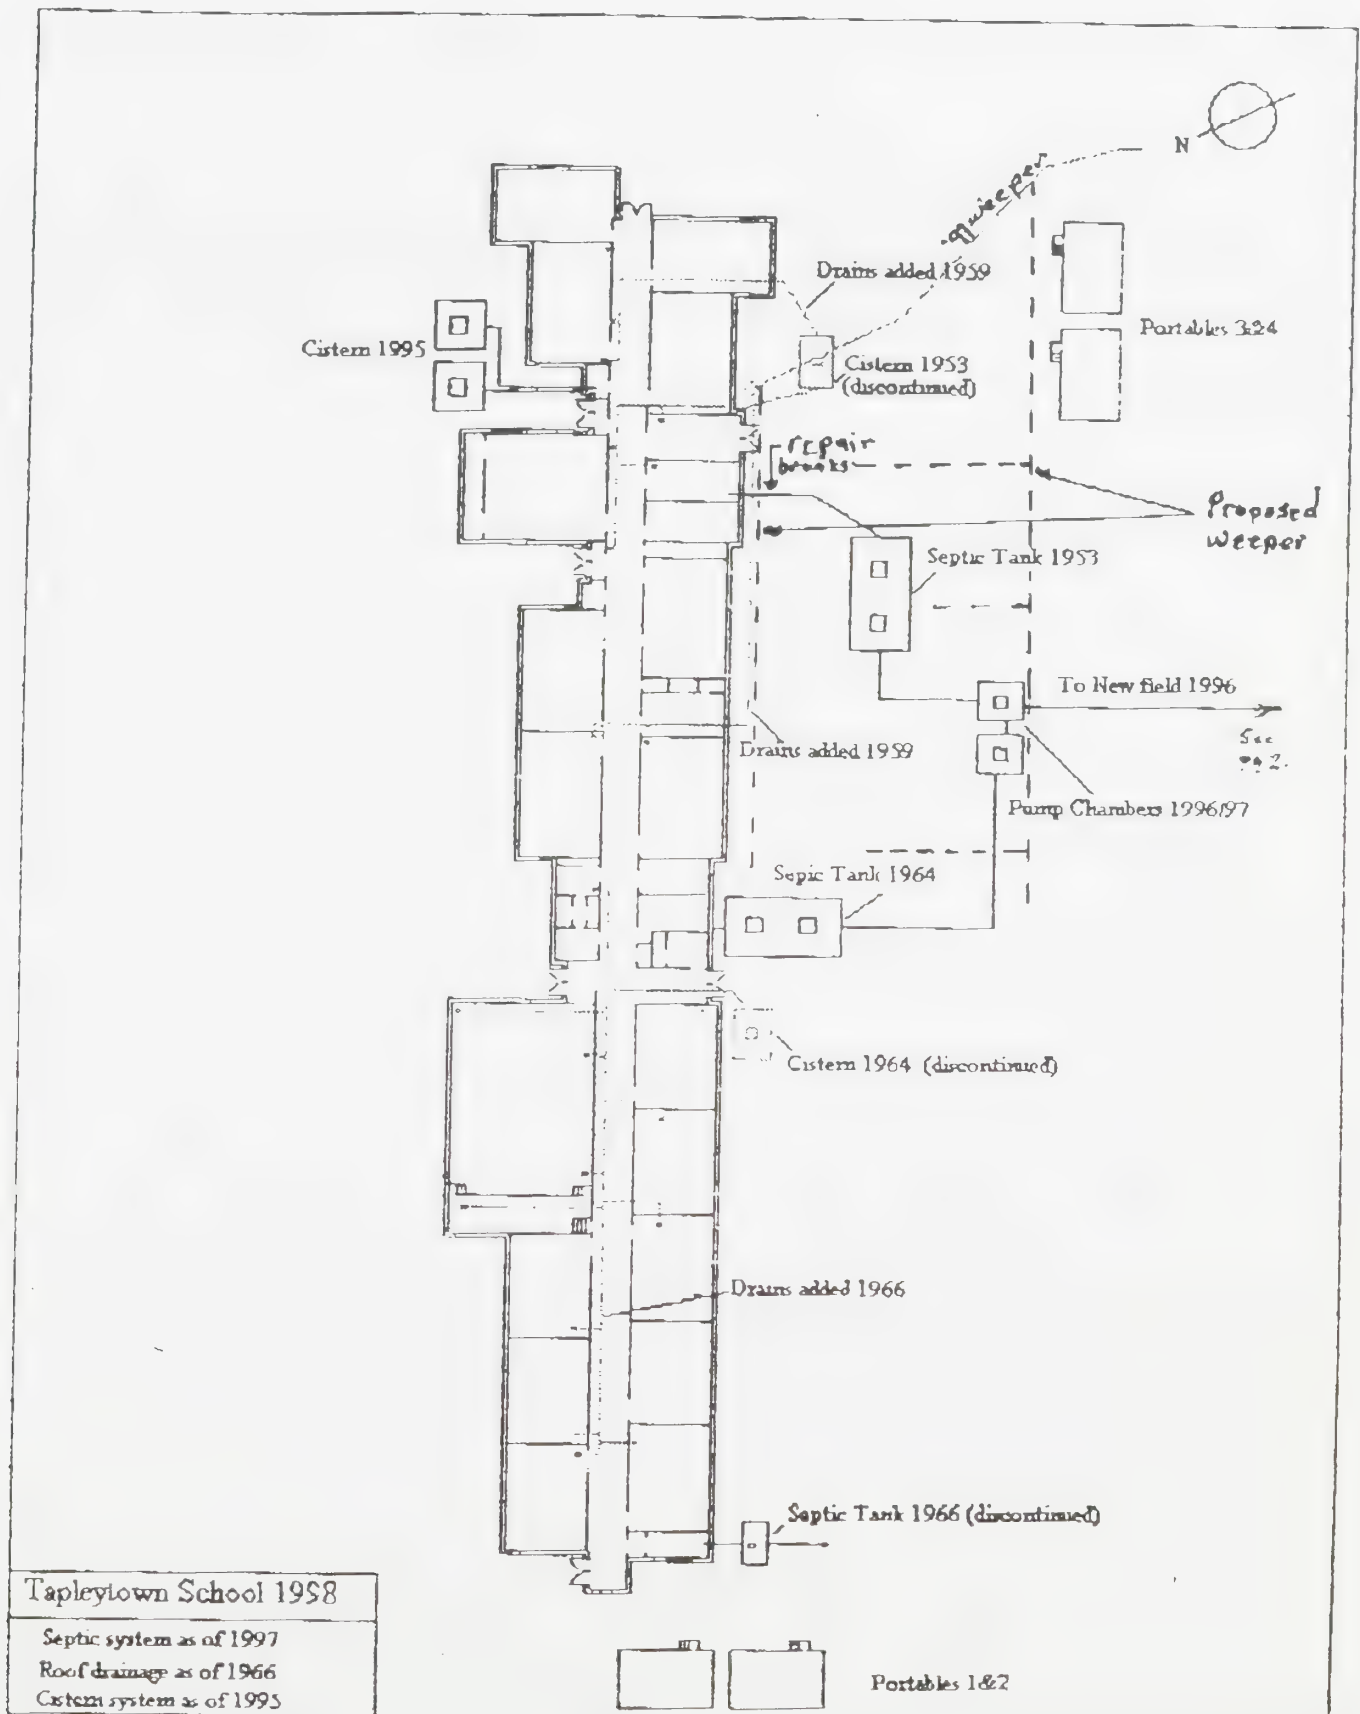 N
weeper
Drains added 1959
Portables 3&4
Cistern 1995
Cistern 1953
(discontinued)
repair
breaks
Proposed
weeper
Septic Tank 1953
To New field 1996
See
pg 2.
Drains added 1959
Pump Chambers 1996/97
Sepic Tank 1964
Cistern 1964 (discontinued)
Drains added 1966
Septic Tank 1966 (discontinued)
Tapleytown School 1998
Septic system as of 1997
Roof drainage as of 1966
Cistern system as of 1995
Portables 1&2